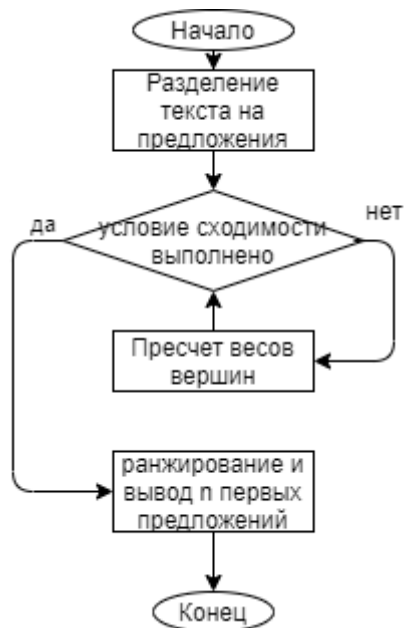 Начало
Разделение
текста на
предложения
да
нет
условие сходимости
выполнено
Пресчет весов
вершин
ранжирование и
вывод n первых
предложений
Конец